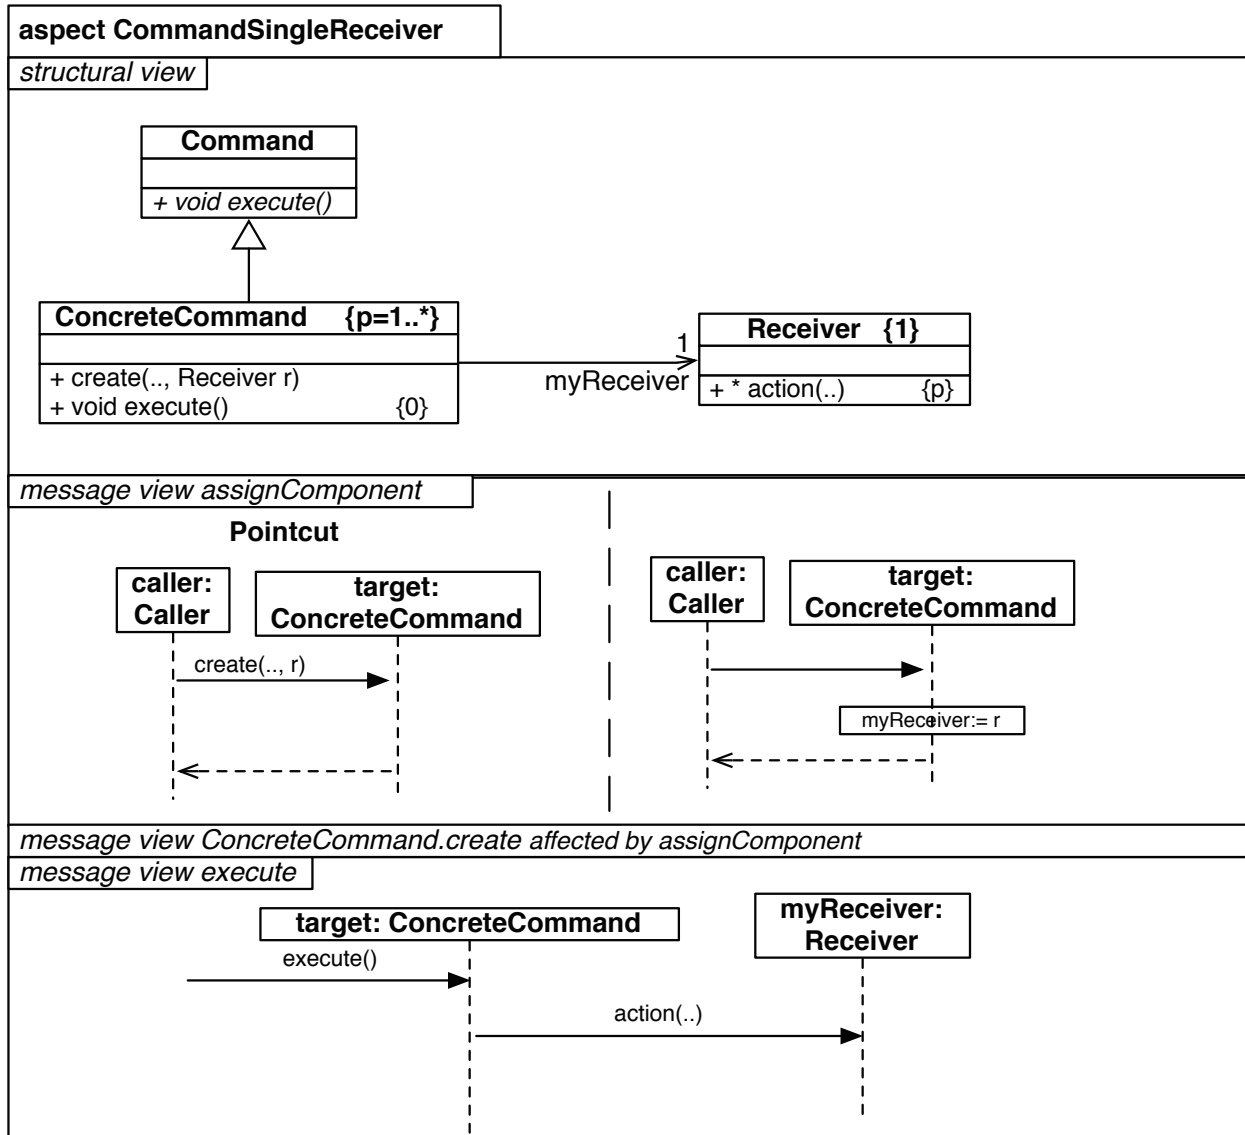 aspect CommandSingleReceiver
structural view
Command
+ void execute()
ConcreteCommand {p=1..*}
+ create(.., Receiver r)
+ void execute() {0}
1
myReceiver
Receiver {1}
+ * action(..) {p}
message view assignComponent
Pointcut
caller:
Caller
target:
ConcreteCommand
create(.., r)
caller:
Caller
target:
ConcreteCommand
myReceiver:= r
message view ConcreteCommand.create affected by assignComponent
message view execute
target: ConcreteCommand
myReceiver:
Receiver
execute()
action(..)